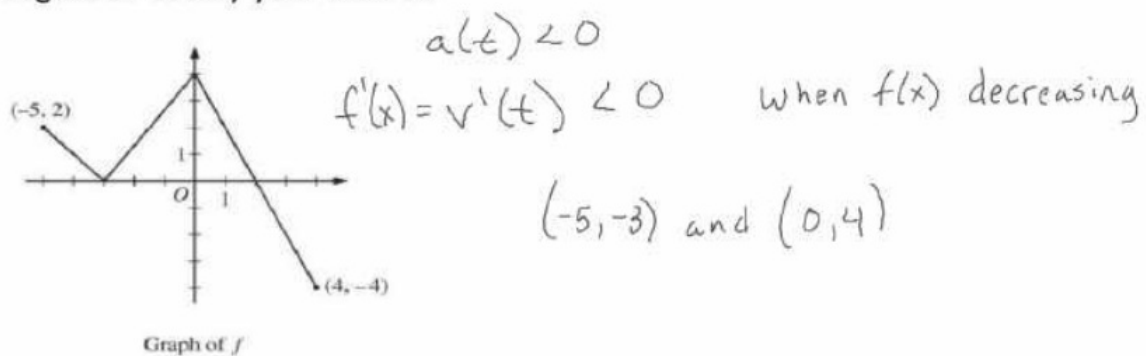 a(t) < 0
f'(x) = v'(t) < 0 when f(x) decreasing
(-5, 2)
1
O 1
(-5, -3) and (0, 4)
(4, -4)
Graph of f